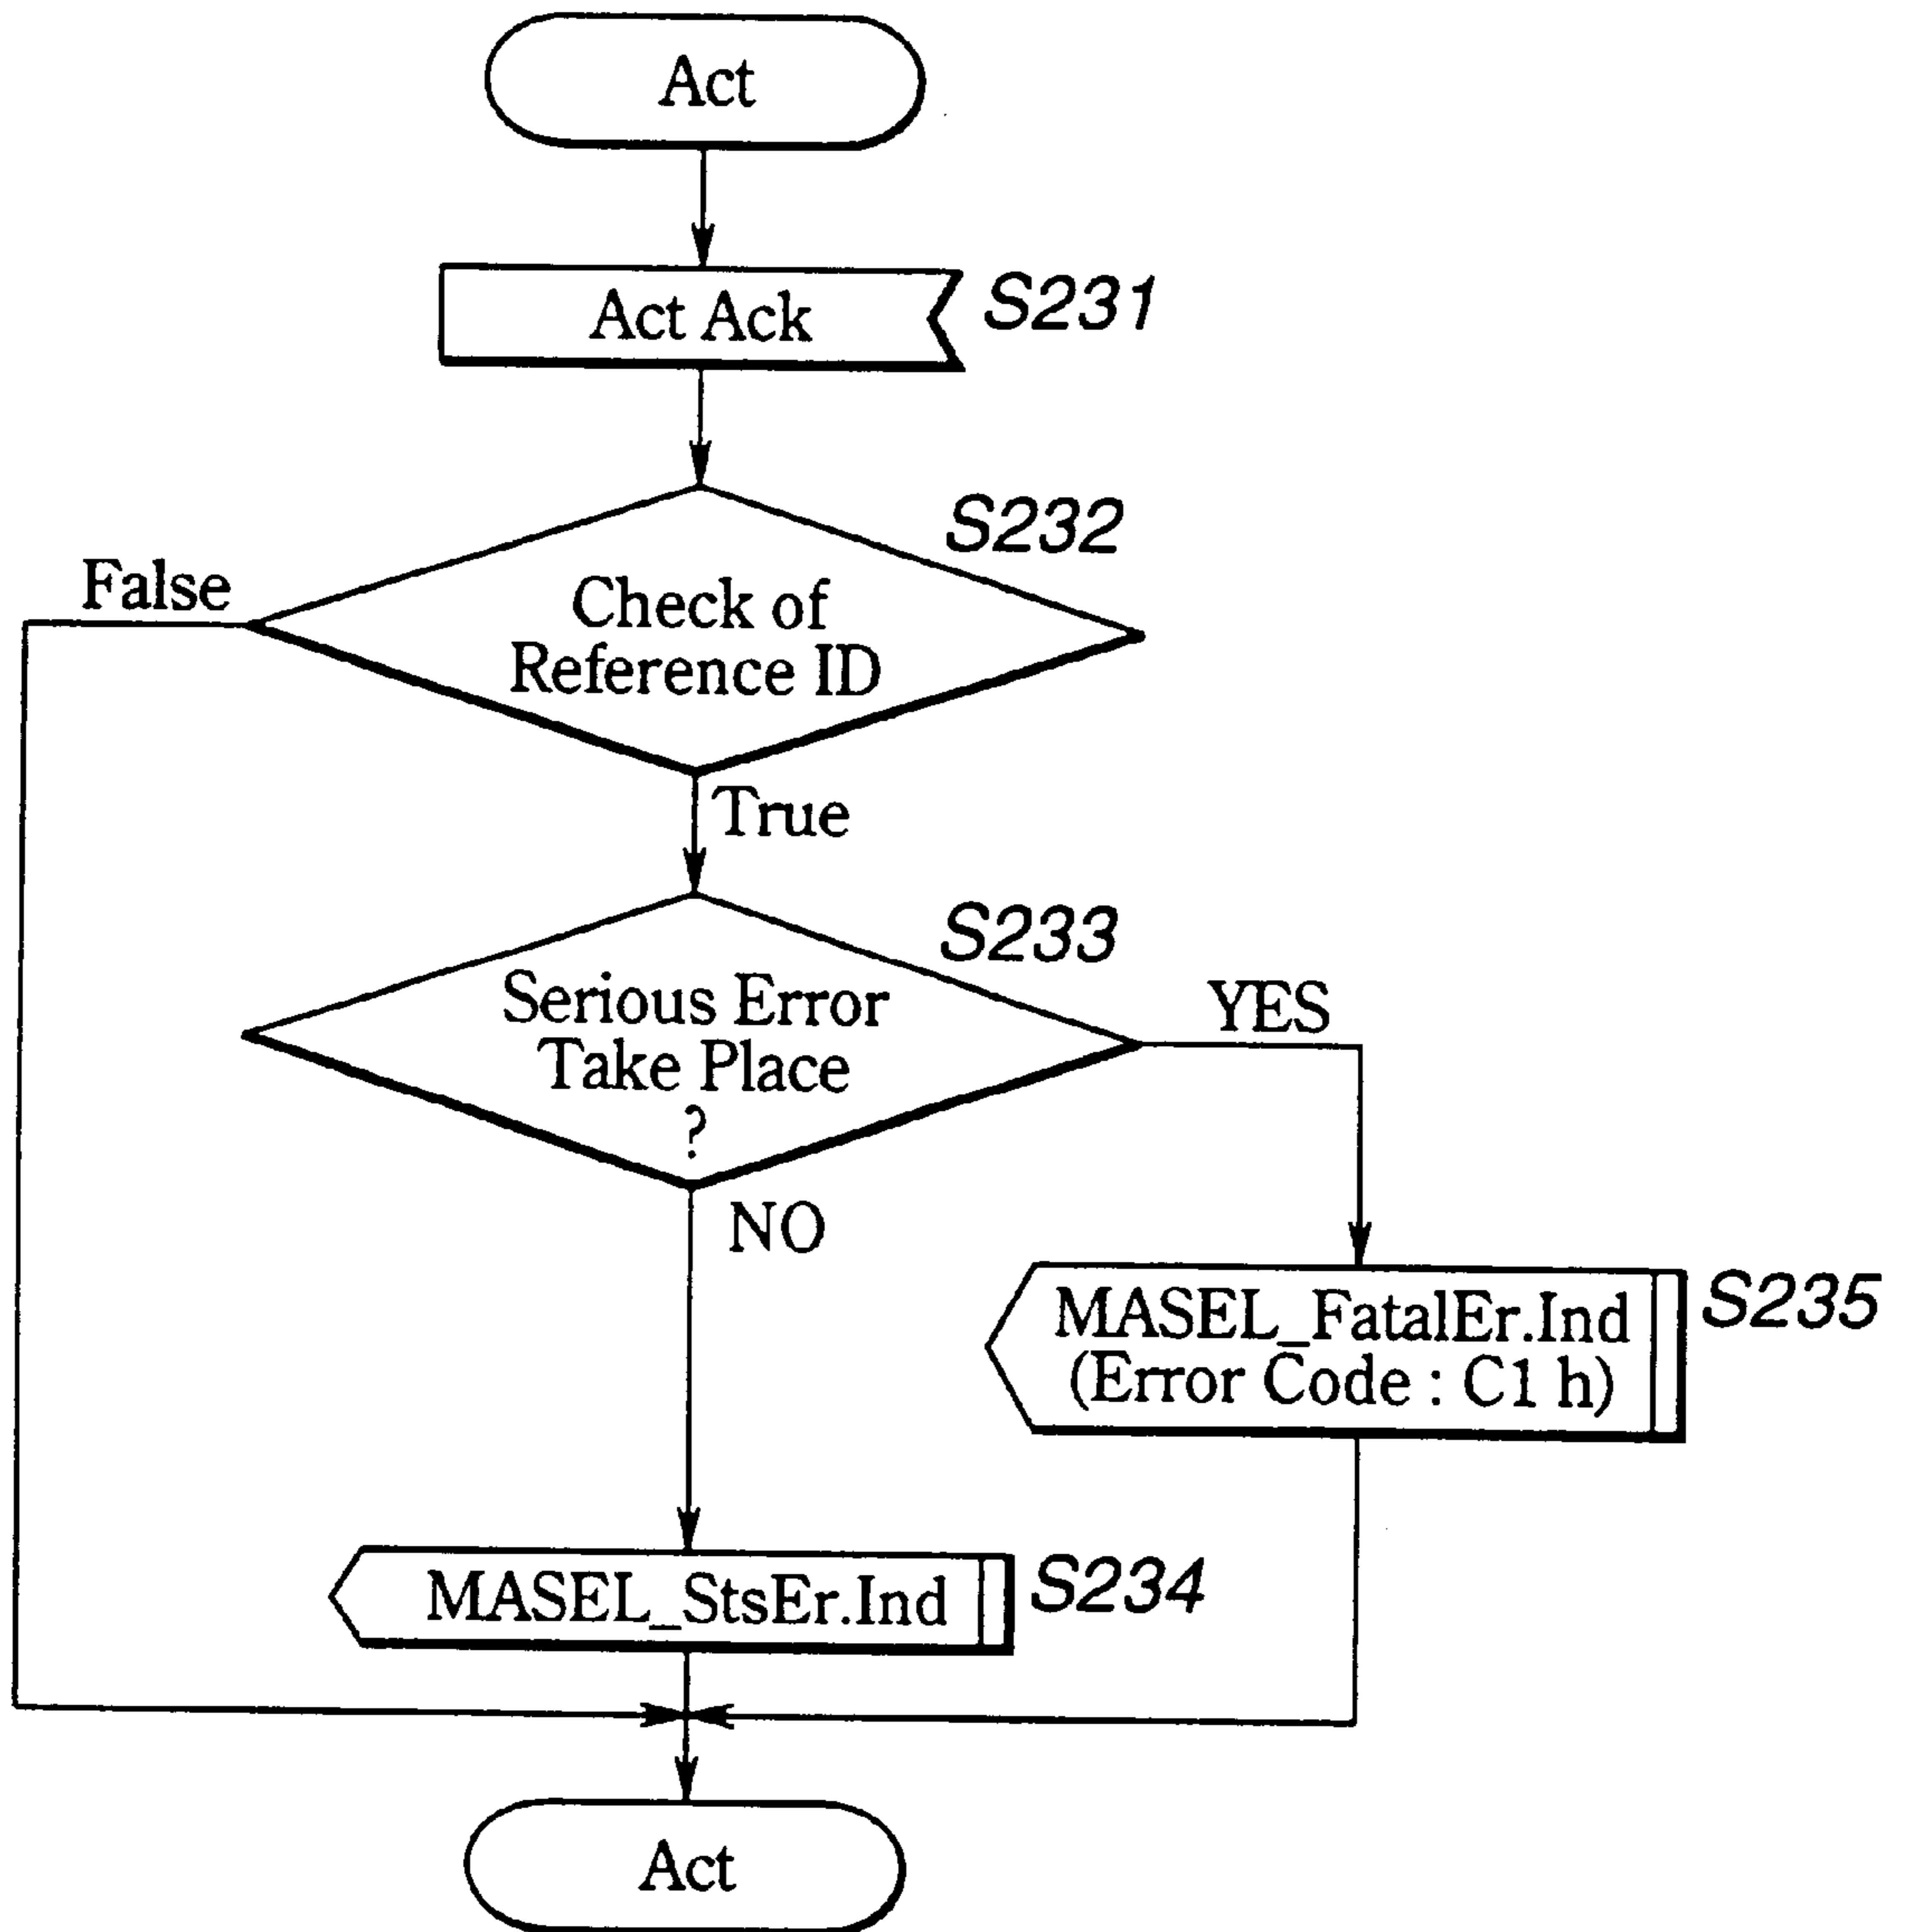 Act
Act Ack
S231
S232
False
Check of
Reference ID
True
S233
Serious Error
Take Place
?
YES
NO
MASEL_FatalEr.Ind
(Error Code : C1 h)
S235
MASEL_StsEr.Ind
S234
Act